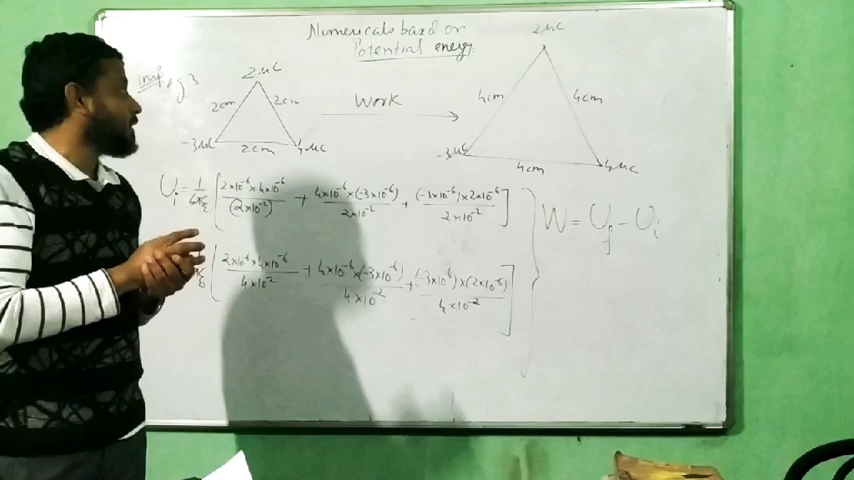 Numericals basd on
Potential energy
imp eg 3
2μC
2cm
2cm
-3μC
2cm
4μC
Work
2μC
4cm
4cm
-3μC
4cm
4μC
Ui = 1/4πε [ 2×10⁻⁶×4×10⁻⁶/(2×10⁻²) + 4×10⁻⁶×(-3×10⁻⁶)/2×10⁻² + (-3×10⁻⁶)×2×10⁻⁶/2×10⁻² ]
[ 2×10⁻⁶×4×10⁻⁶/4×10⁻² + 4×10⁻⁶×(-3×10⁻⁶)/4×10⁻² + (-3×10⁻⁶)×(2×10⁻⁶)/4×10⁻² ]
W = Uf - Ui